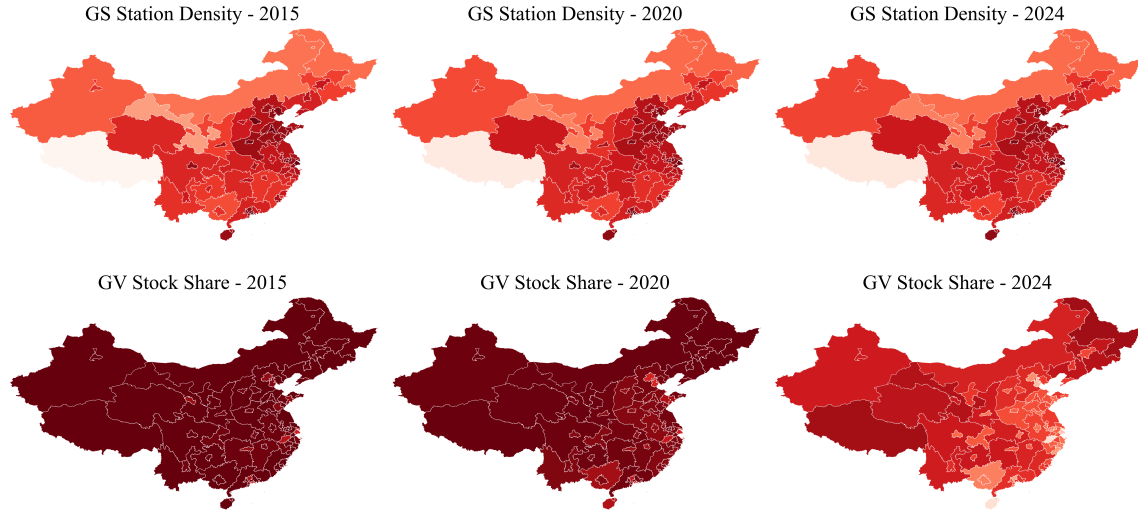 GS Station Density - 2015
GS Station Density - 2020
GS Station Density - 2024
GV Stock Share - 2015
GV Stock Share - 2020
GV Stock Share - 2024